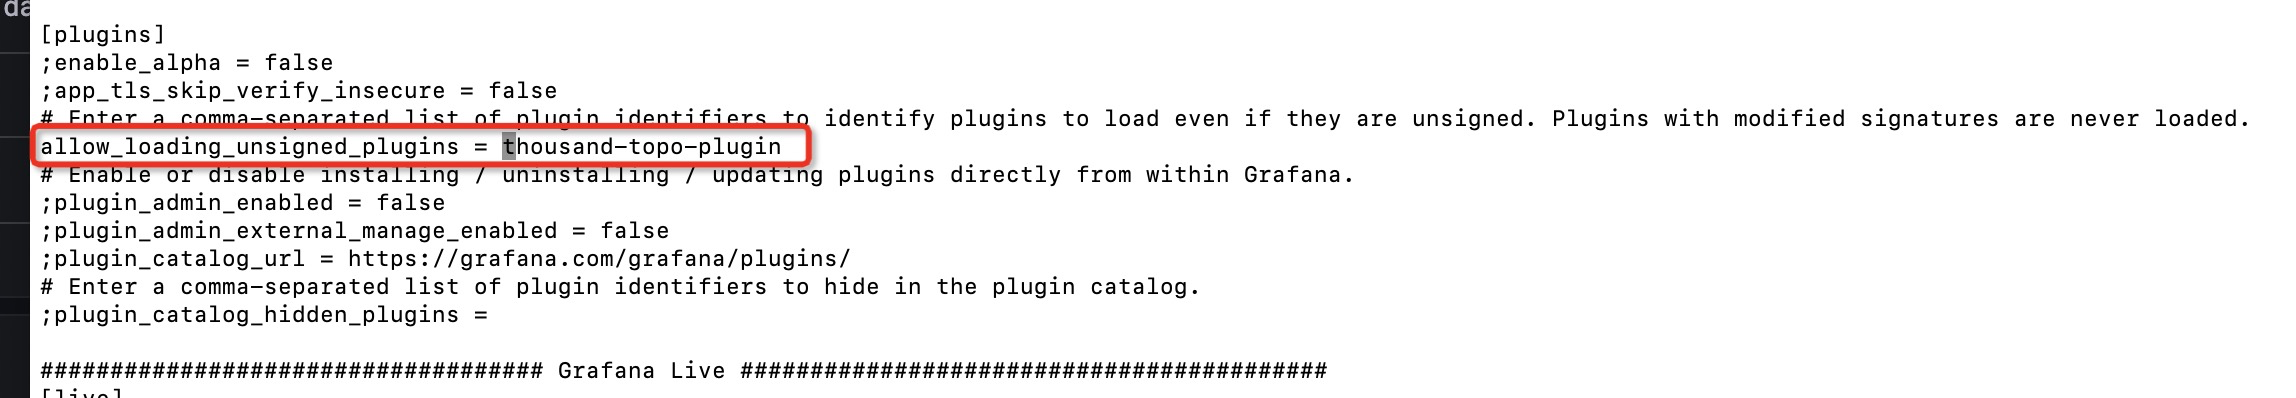 da
[plugins]
;enable_alpha = false
;app_tls_skip_verify_insecure = false
# Enter a comma-separated list of plugin identifiers to identify plugins to load even if they are unsigned. Plugins with modified signatures are never loaded.
allow_loading_unsigned_plugins = thousand-topo-plugin
# Enable or disable installing / uninstalling / updating plugins directly from within Grafana.
;plugin_admin_enabled = false
;plugin_admin_external_manage_enabled = false
;plugin_catalog_url = https://grafana.com/grafana/plugins/
# Enter a comma-separated list of plugin identifiers to hide in the plugin catalog.
;plugin_catalog_hidden_plugins =
#################################### Grafana Live ##########################################
[live]